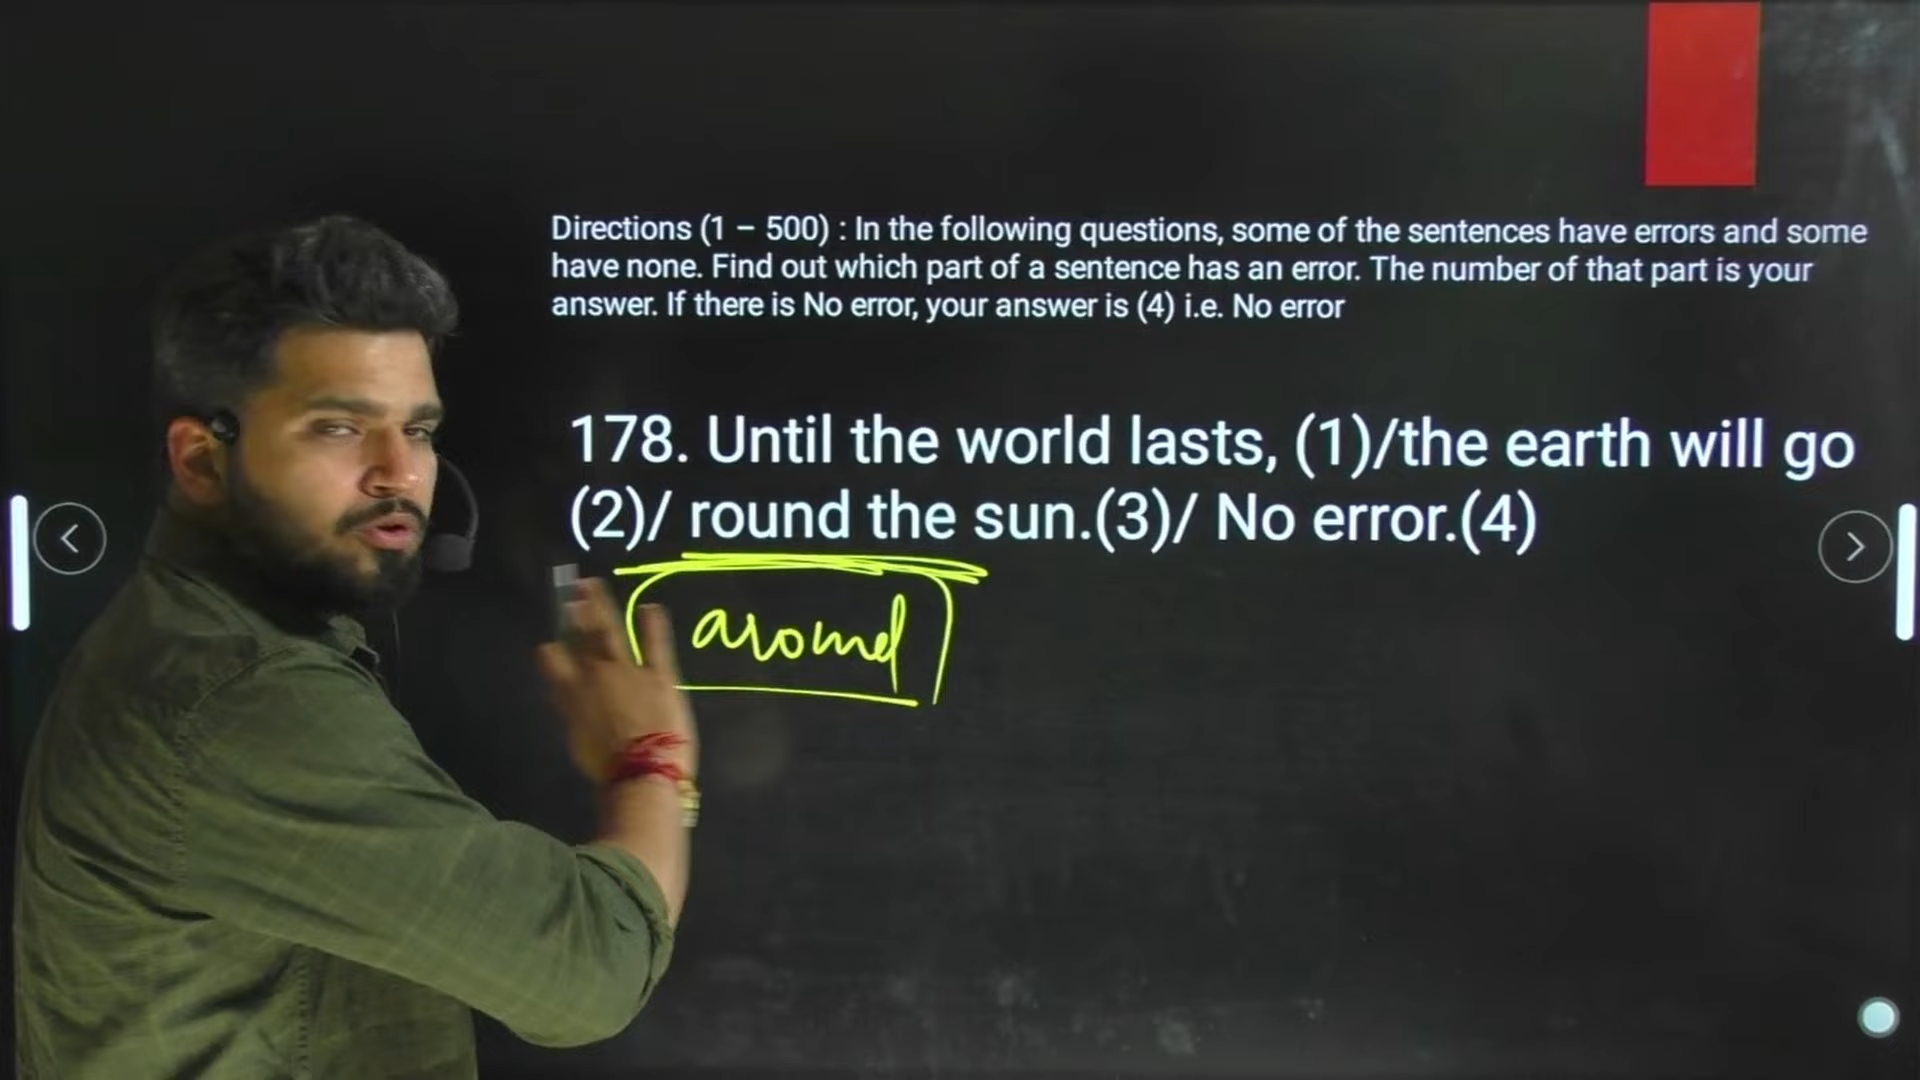 Directions (1 – 500) : In the following questions, some of the sentences have errors and some
have none. Find out which part of a sentence has an error. The number of that part is your
answer. If there is No error, your answer is (4) i.e. No error
178. Until the world lasts, (1)/the earth will go
(2)/ round the sun.(3)/ No error.(4)
around